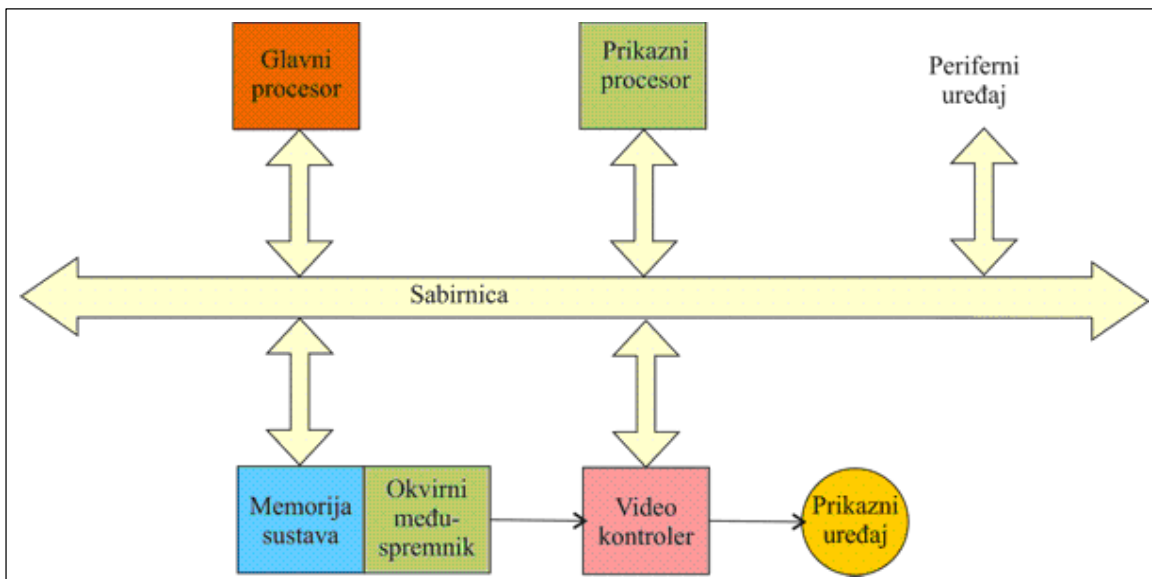 Glavni
procesor
Prikazni
procesor
Periferni
uređaj
Sabirnica
Memorija
sustava
Okvirni
među-
spremnik
Video
kontroler
Prikazni
uređaj